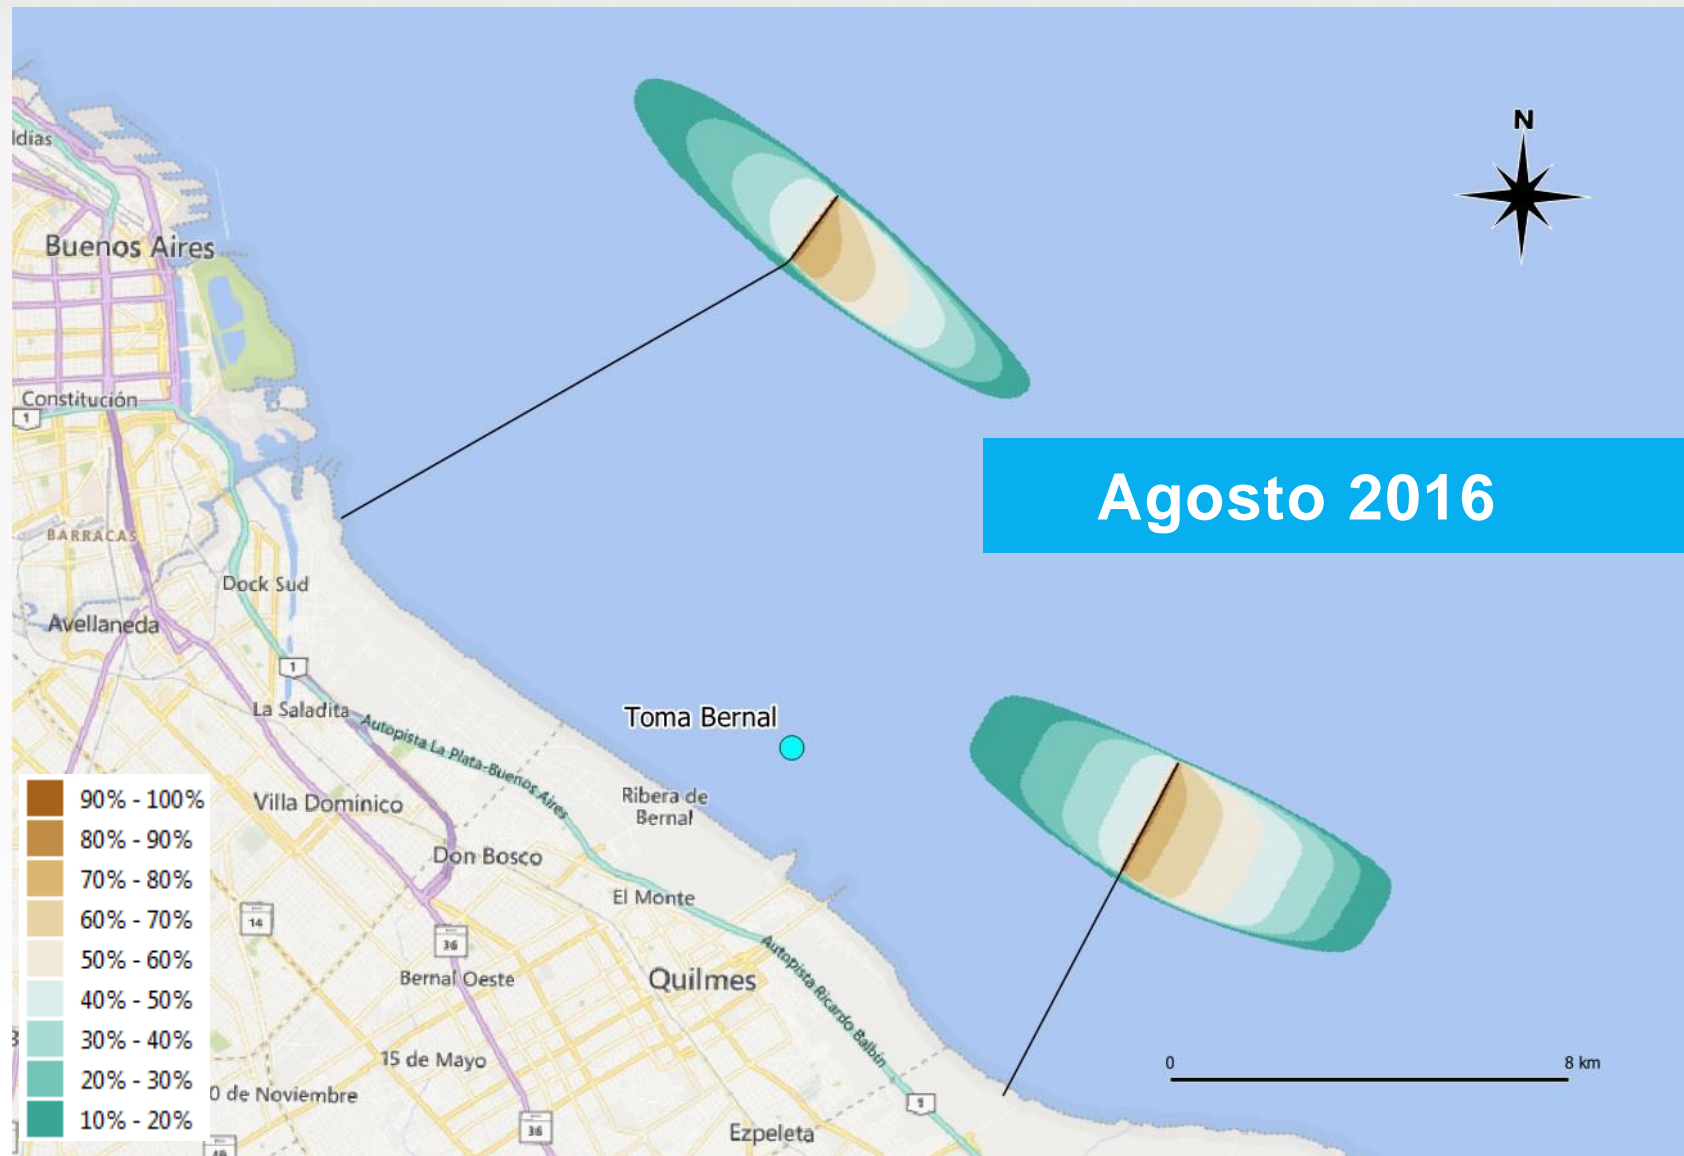 N
ldias
Buenos Aires
Constitución
1
Agosto 2016
BARRACAS
Dock Sud
Avellaneda
1
La Saladita
Autopista La Plata-Buenos Aires
Toma Bernal
Villa Domínico
Ribera de
Bernal
Don Bosco
El Monte
14
36
Bernal Oeste
Quilmes
Autopista Ricardo Balbín
15 de Mayo
0 de Noviembre
Ezpeleta
36
0
8 km
90% - 100%
80% - 90%
70% - 80%
60% - 70%
50% - 60%
40% - 50%
30% - 40%
20% - 30%
10% - 20%